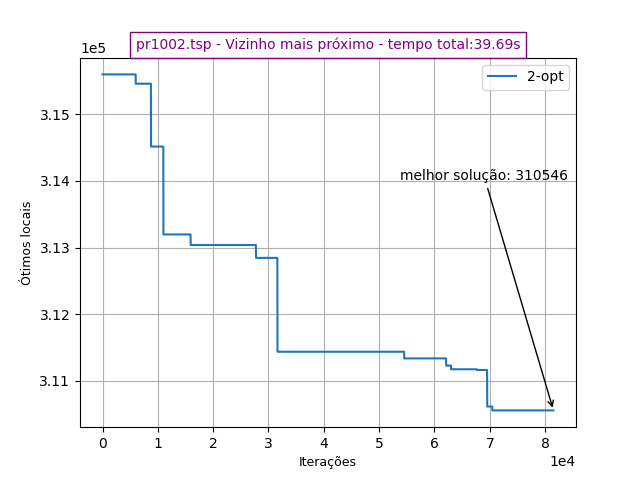 pr1002.tsp - Vizinho mais próximo - tempo total:39.69s
1e5
2-opt
3.15
3.14
3.13
3.12
3.11
melhor solução: 310546
Ótimos locais
0 1 2 3 4 5 6 7 8
1e4
Iterações